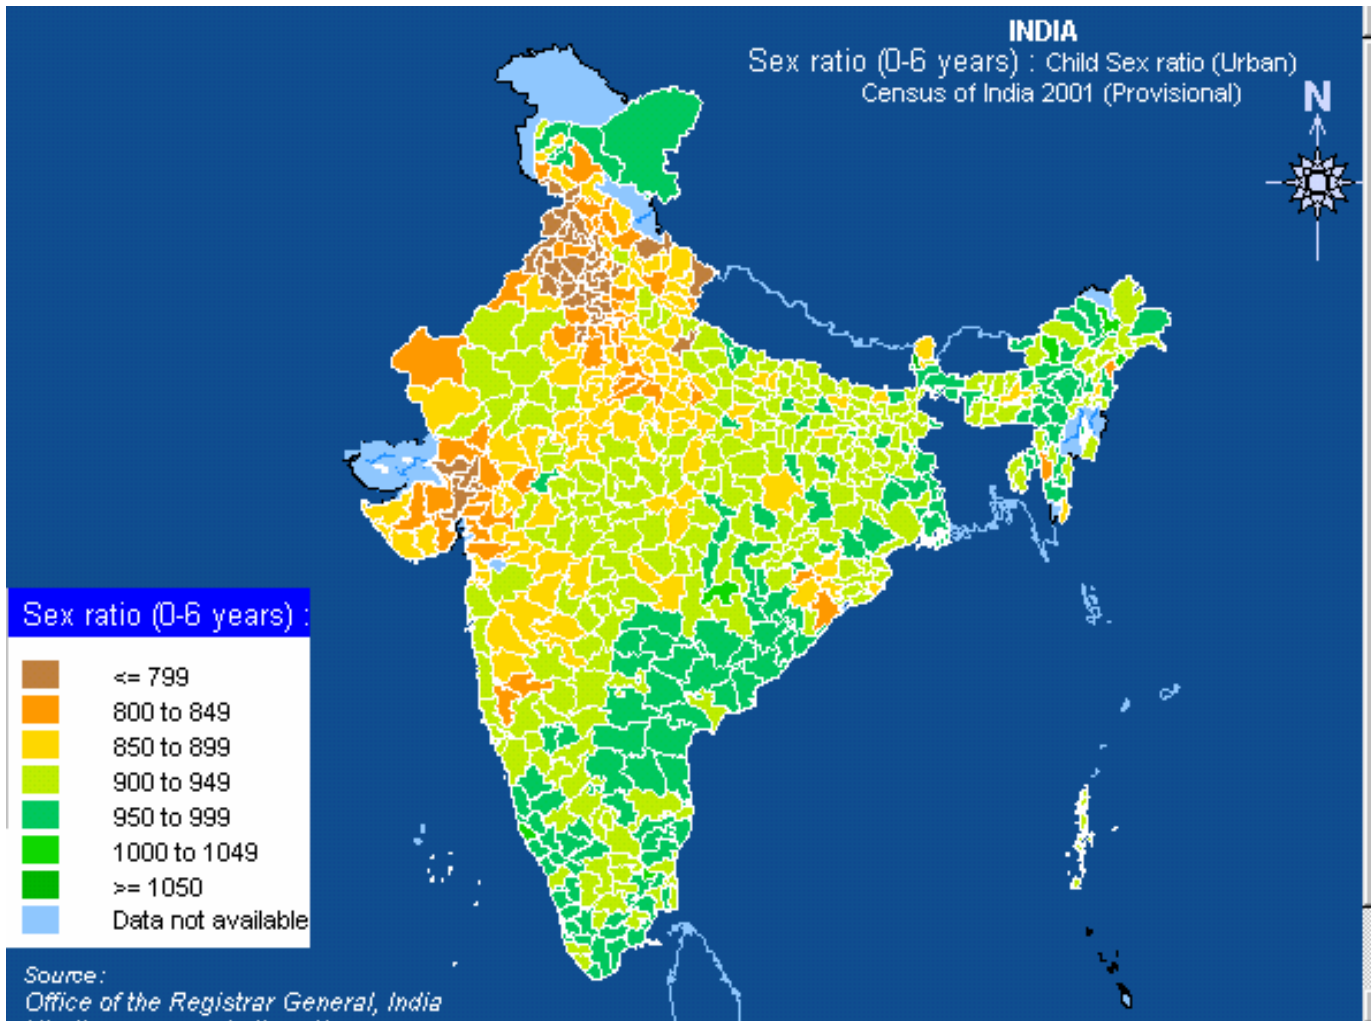 INDIA
Sex ratio (0-6 years) : Child Sex ratio (Urban)
Census of India 2001 (Provisional)
N
Sex ratio (0-6 years) :
<= 799
800 to 849
850 to 899
900 to 949
950 to 999
1000 to 1049
>= 1050
Data not available
Source:
Office of the Registrar General, India